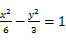 x²/6 − y²/3 = 1